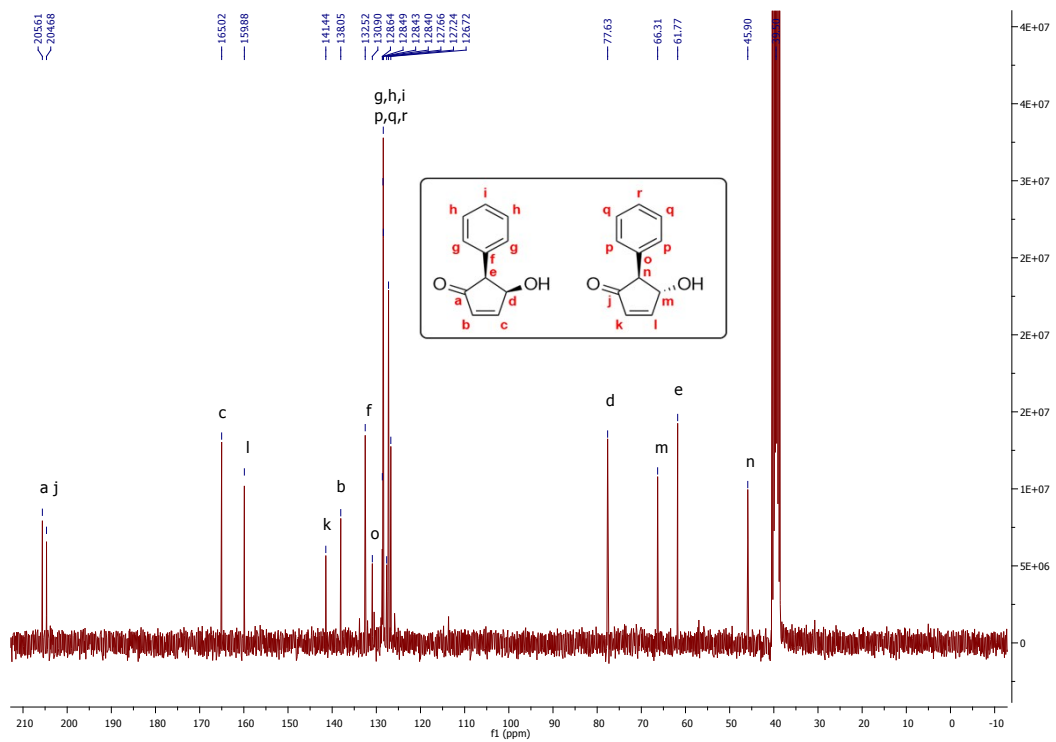 205.61
204.68
165.02
159.88
141.44
138.05
132.52
130.90
128.64
128.49
128.43
128.40
127.66
127.24
126.72
77.63
66.31
61.77
45.90
39.50
g,h,i
p,q,r
c
l
a j
k
b
f
o
d
m
e
n
i
h h
g g
f
e
O
OH
a
d
b
c
r
q q
p p
o
n
O
OH
j
m
k
l
4E+07
4E+07
3E+07
2E+07
2E+07
2E+07
1E+07
5E+06
0
210 200 190 180 170 160 150 140 130 120 110 100 90 80 70 60 50 40 30 20 10 0 -10
f1 (ppm)